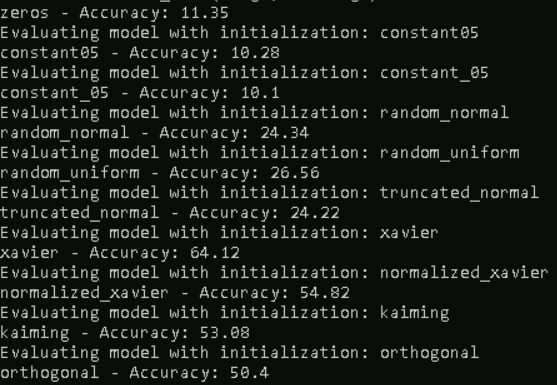 zeros - Accuracy: 11.35
Evaluating model with initialization: constant05
constant05 - Accuracy: 10.28
Evaluating model with initialization: constant_05
constant_05 - Accuracy: 10.1
Evaluating model with initialization: random_normal
random_normal - Accuracy: 24.34
Evaluating model with initialization: random_uniform
random_uniform - Accuracy: 26.56
Evaluating model with initialization: truncated_normal
truncated_normal - Accuracy: 24.22
Evaluating model with initialization: xavier
xavier - Accuracy: 64.12
Evaluating model with initialization: normalized_xavier
normalized_xavier - Accuracy: 54.82
Evaluating model with initialization: kaiming
kaiming - Accuracy: 53.08
Evaluating model with initialization: orthogonal
orthogonal - Accuracy: 50.4